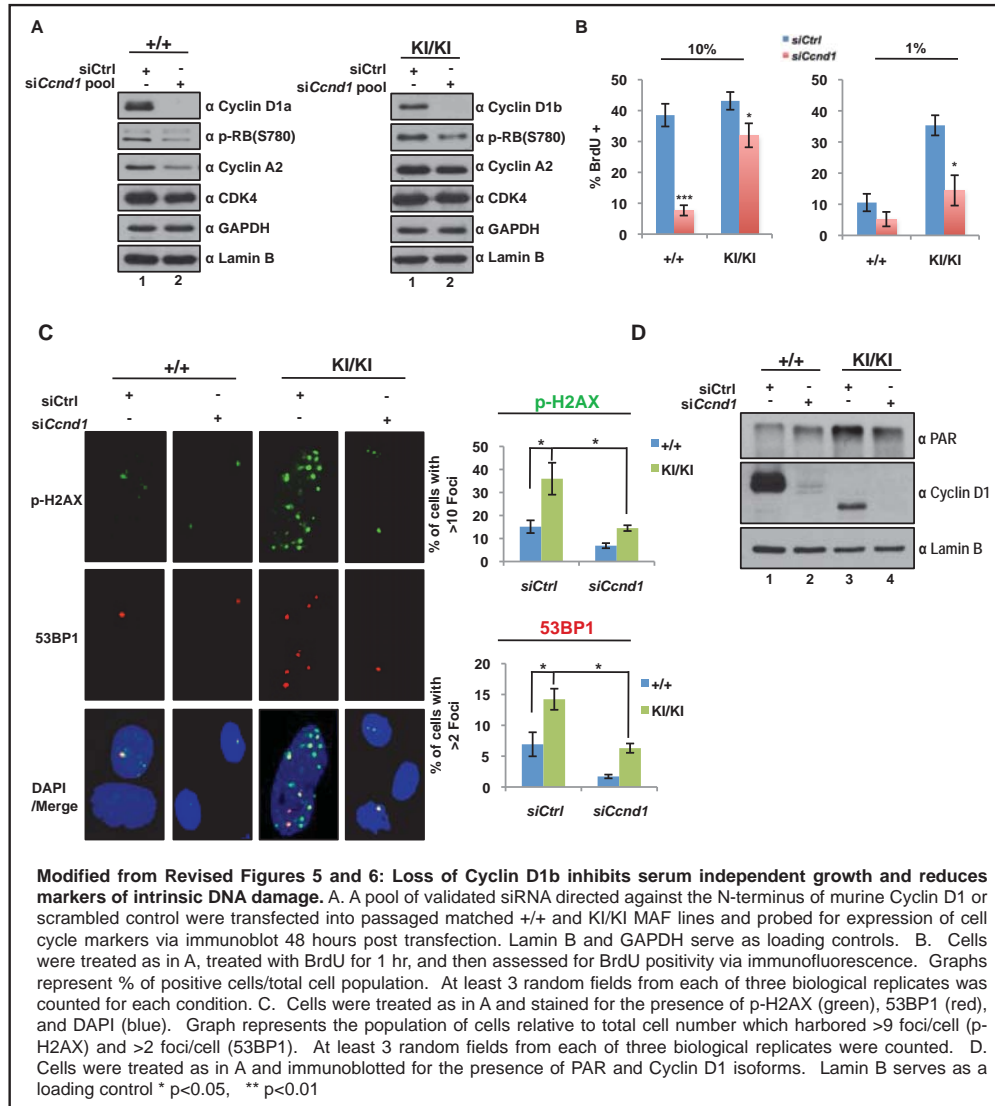 A
+/+
siCtrl + -
siCcnd1 pool - +
α Cyclin D1a
α p-RB(S780)
α Cyclin A2
α CDK4
α GAPDH
α Lamin B
1 2
KI/KI
siCtrl + -
siCcnd1 pool - +
α Cyclin D1b
α p-RB(S780)
α Cyclin A2
α CDK4
α GAPDH
α Lamin B
1 2
B
siCtrl
siCcnd1
10%
% BrdU +
50
40
30
20
10
0
***
*
+/+ KI/KI
1%
50
40
30
20
10
0
*
+/+ KI/KI
C
+/+ KI/KI
siCtrl + - + -
siCcnd1 - + - +
p-H2AX
53BP1
DAPI
/Merge
p-H2AX
% of cells with
>10 Foci
50
40
30
20
10
0
* *
+/+
KI/KI
siCtrl siCcnd1
53BP1
% of cells with
>2 Foci
20
15
10
5
0
* *
+/+
KI/KI
siCtrl siCcnd1
D
+/+ KI/KI
siCtrl + - + -
siCcnd1 - + - +
α PAR
α Cyclin D1
α Lamin B
1 2 3 4
Modified from Revised Figures 5 and 6: Loss of Cyclin D1b inhibits serum independent growth and reduces
markers of intrinsic DNA damage. A. A pool of validated siRNA directed against the N-terminus of murine Cyclin D1 or
scrambled control were transfected into passaged matched +/+ and KI/KI MAF lines and probed for expression of cell
cycle markers via immunoblot 48 hours post transfection. Lamin B and GAPDH serve as loading controls. B. Cells
were treated as in A, treated with BrdU for 1 hr, and then assessed for BrdU positivity via immunofluorescence. Graphs
represent % of positive cells/total cell population. At least 3 random fields from each of three biological replicates was
counted for each condition. C. Cells were treated as in A and stained for the presence of p-H2AX (green), 53BP1 (red),
and DAPI (blue). Graph represents the population of cells relative to total cell number which harbored >9 foci/cell (p-
H2AX) and >2 foci/cell (53BP1). At least 3 random fields from each of three biological replicates were counted. D.
Cells were treated as in A and immunoblotted for the presence of PAR and Cyclin D1 isoforms. Lamin B serves as a
loading control * p<0.05, ** p<0.01